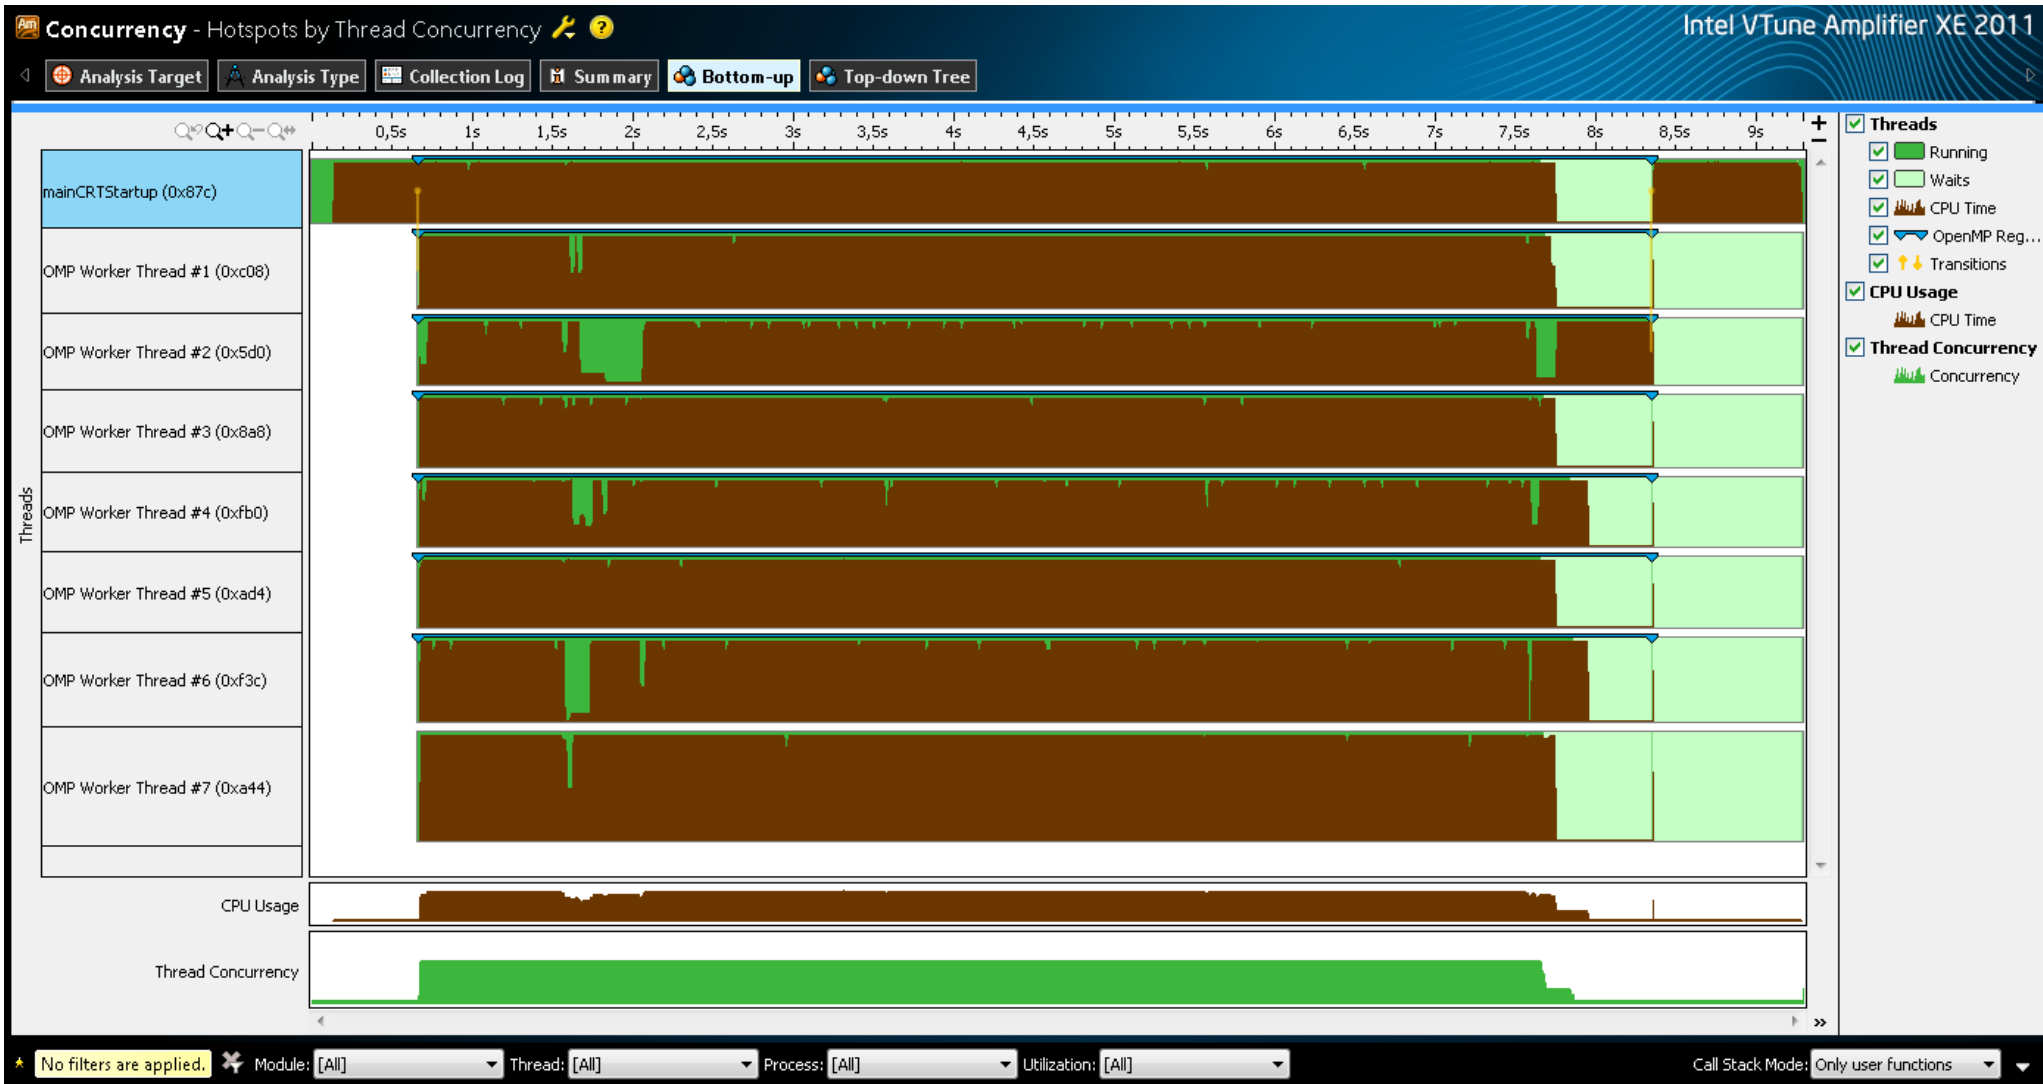 Am Concurrency - Hotspots by Thread Concurrency ?
Intel VTune Amplifier XE 2011
Analysis Target
Analysis Type
Collection Log
Summary
Bottom-up
Top-down Tree
0,5s 1s 1,5s 2s 2,5s 3s 3,5s 4s 4,5s 5s 5,5s 6s 6,5s 7s 7,5s 8s 8,5s 9s
Threads
mainCRTStartup (0x87c)
OMP Worker Thread #1 (0xc08)
OMP Worker Thread #2 (0x5d0)
OMP Worker Thread #3 (0x8a8)
OMP Worker Thread #4 (0xfb0)
OMP Worker Thread #5 (0xad4)
OMP Worker Thread #6 (0xf3c)
OMP Worker Thread #7 (0xa44)
CPU Usage
Thread Concurrency
Threads
Running
Waits
CPU Time
OpenMP Reg...
Transitions
CPU Usage
CPU Time
Thread Concurrency
Concurrency
No filters are applied.
Module: [All]
Thread: [All]
Process: [All]
Utilization: [All]
Call Stack Mode: Only user functions